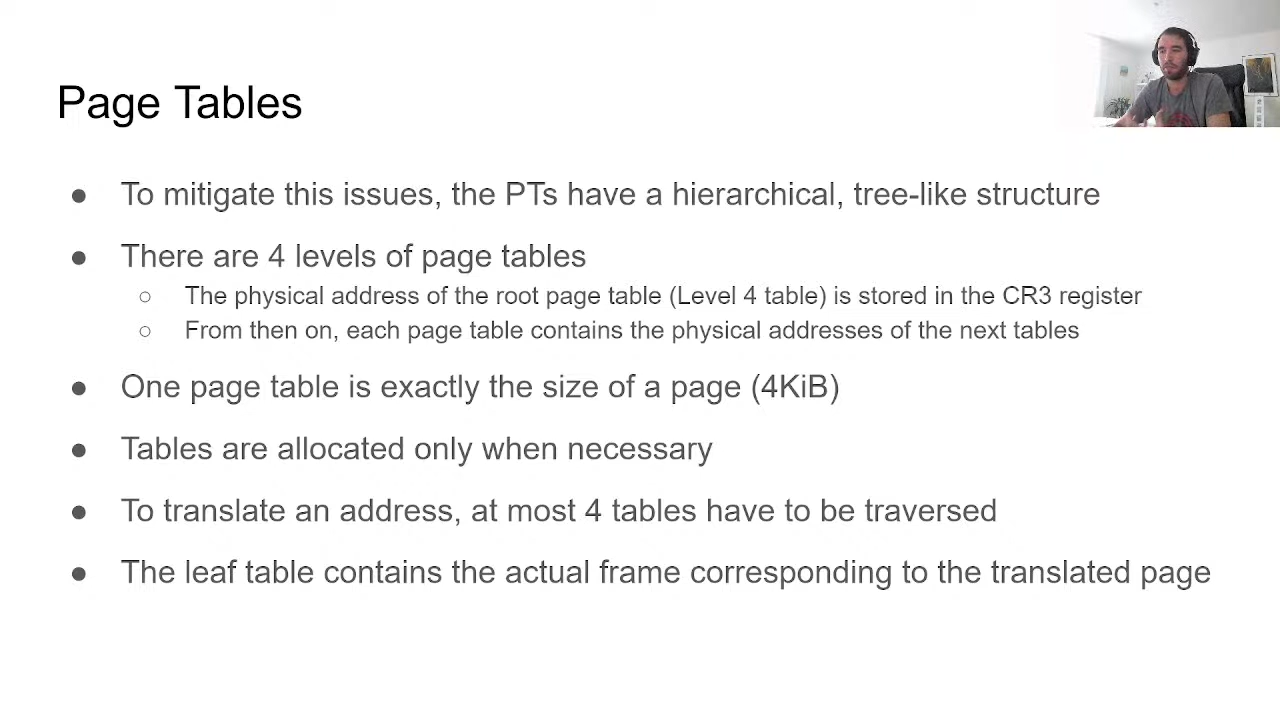 Page Tables
● To mitigate this issues, the PTs have a hierarchical, tree-like structure
● There are 4 levels of page tables
○ The physical address of the root page table (Level 4 table) is stored in the CR3 register
○ From then on, each page table contains the physical addresses of the next tables
● One page table is exactly the size of a page (4KiB)
● Tables are allocated only when necessary
● To translate an address, at most 4 tables have to be traversed
● The leaf table contains the actual frame corresponding to the translated page